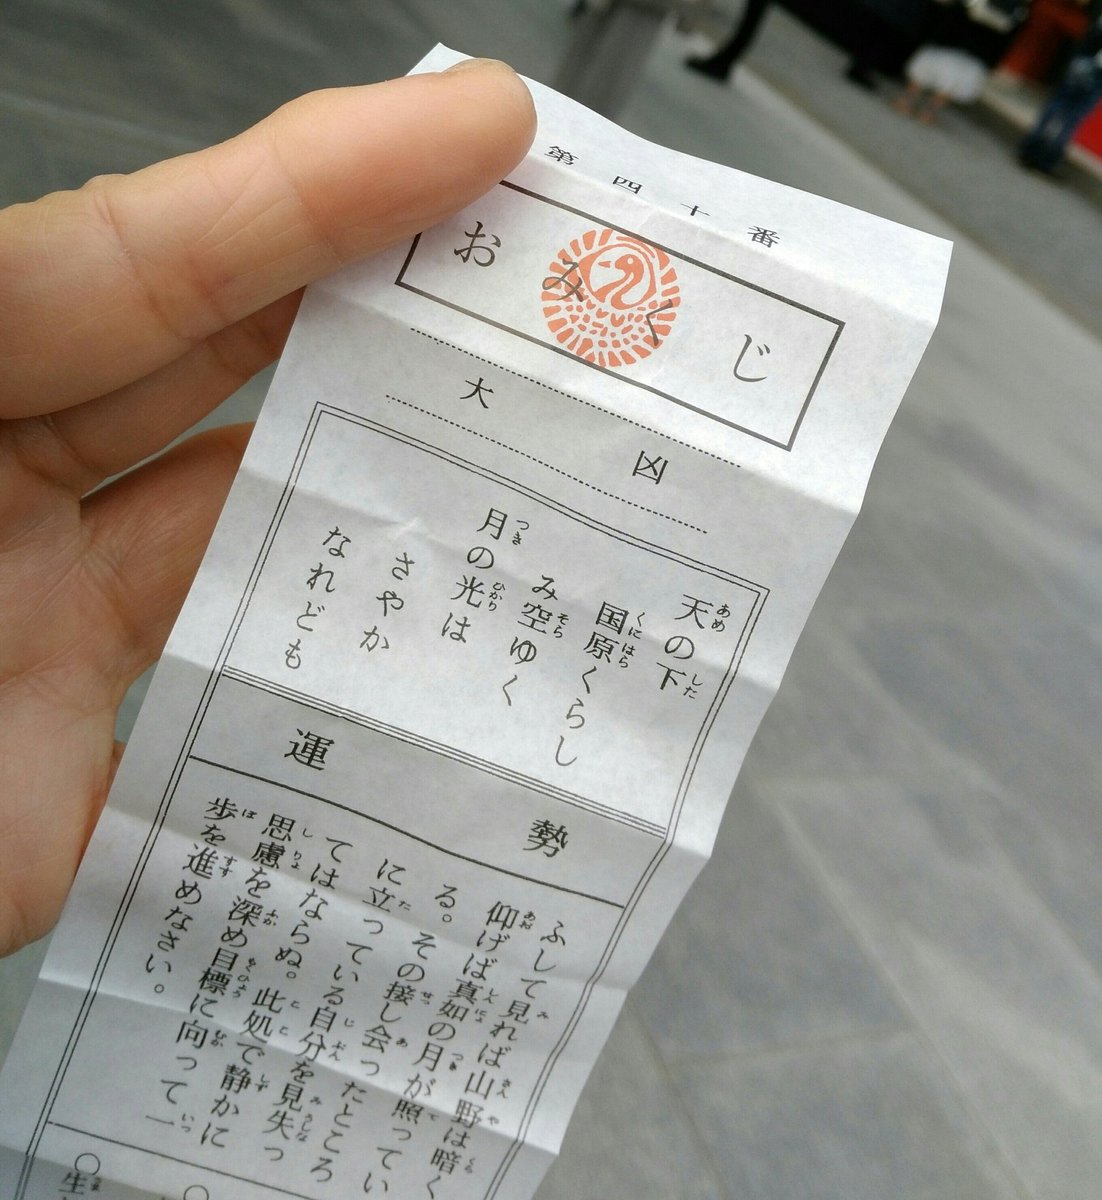 第四十番
おみくじ
大凶
天の下
国原くらし
み空ゆく
月の光は
さやか
なれども
運勢
ふして見れば山野は暗く
仰げば真如の月が照ってい
る。その接し会ったところ
に立っている自分を見失っ
てはならぬ。此処で静かに
思慮を深め目標に向って一
歩を進めなさい。
○生